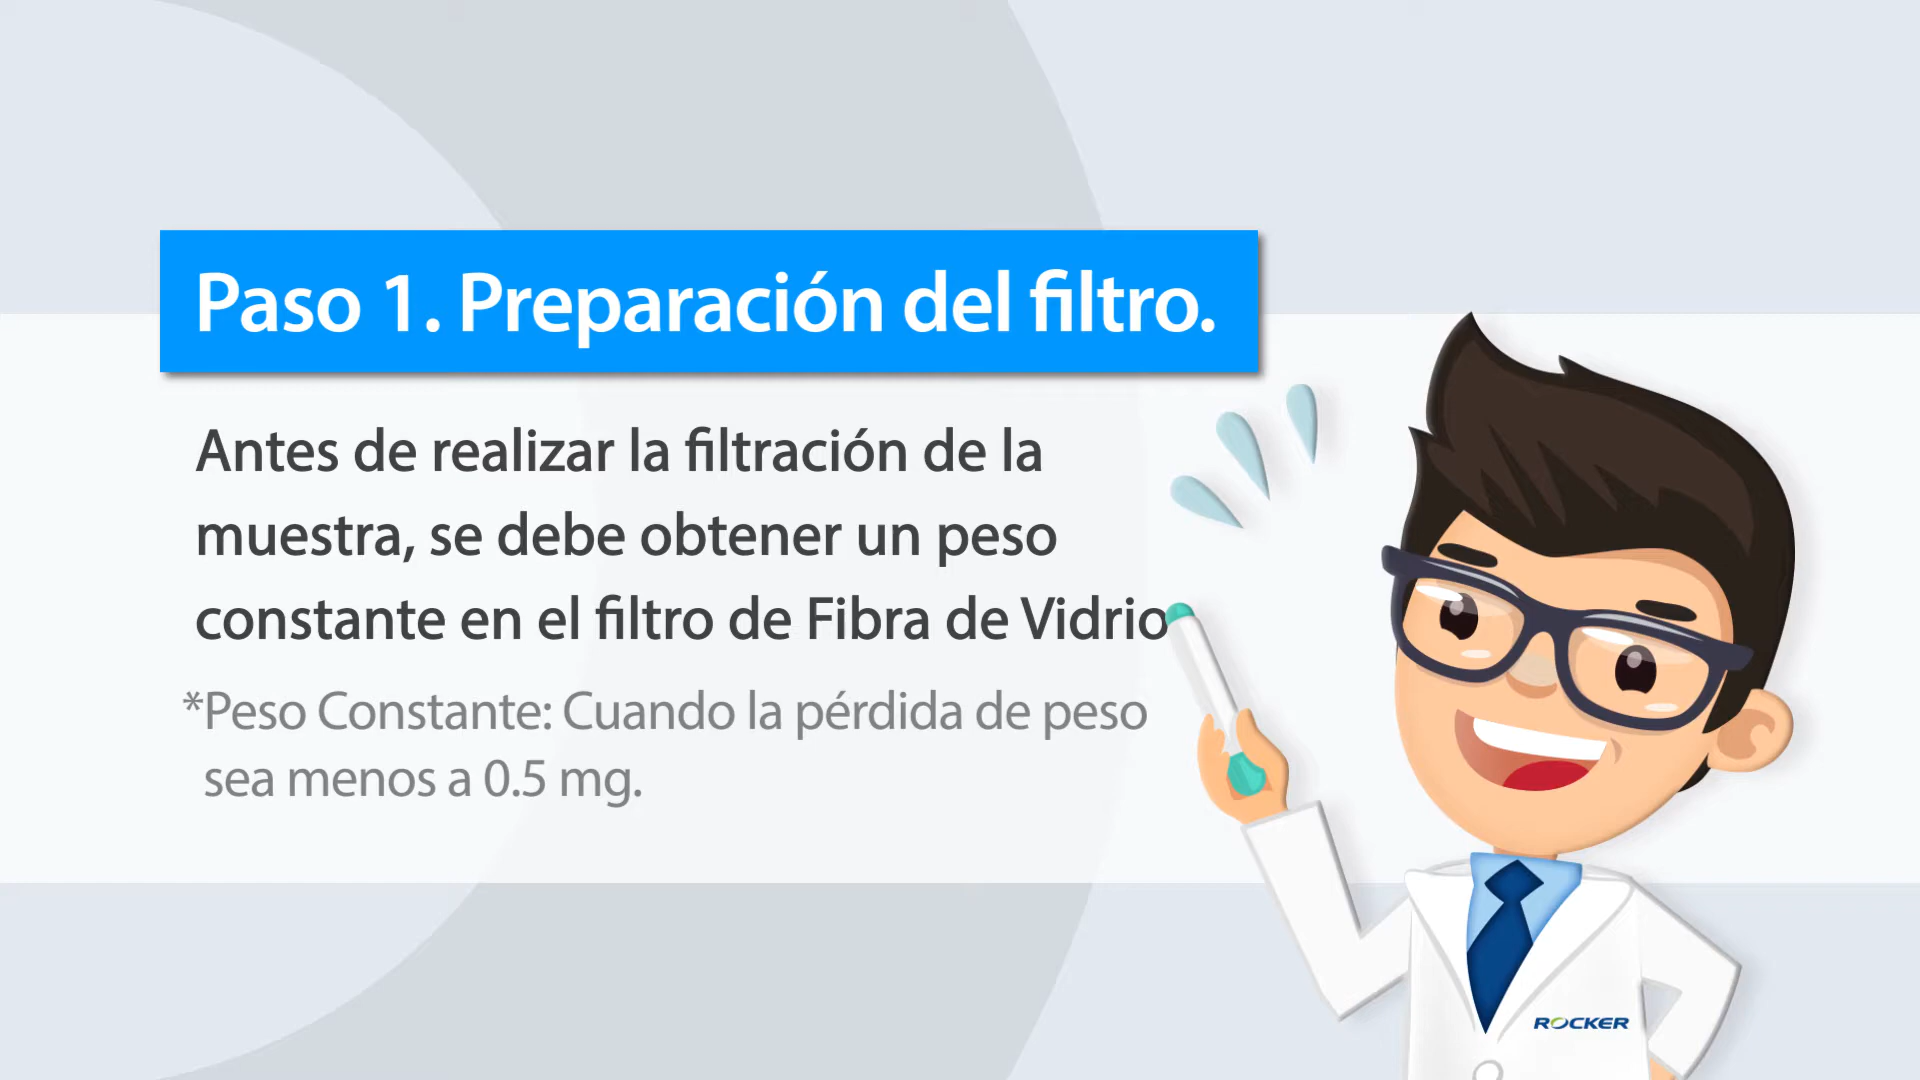 Paso 1. Preparación del filtro.
Antes de realizar la filtración de la
muestra, se debe obtener un peso
constante en el filtro de Fibra de Vidrio
*Peso Constante: Cuando la pérdida de peso
sea menos a 0.5 mg.
ROCKER